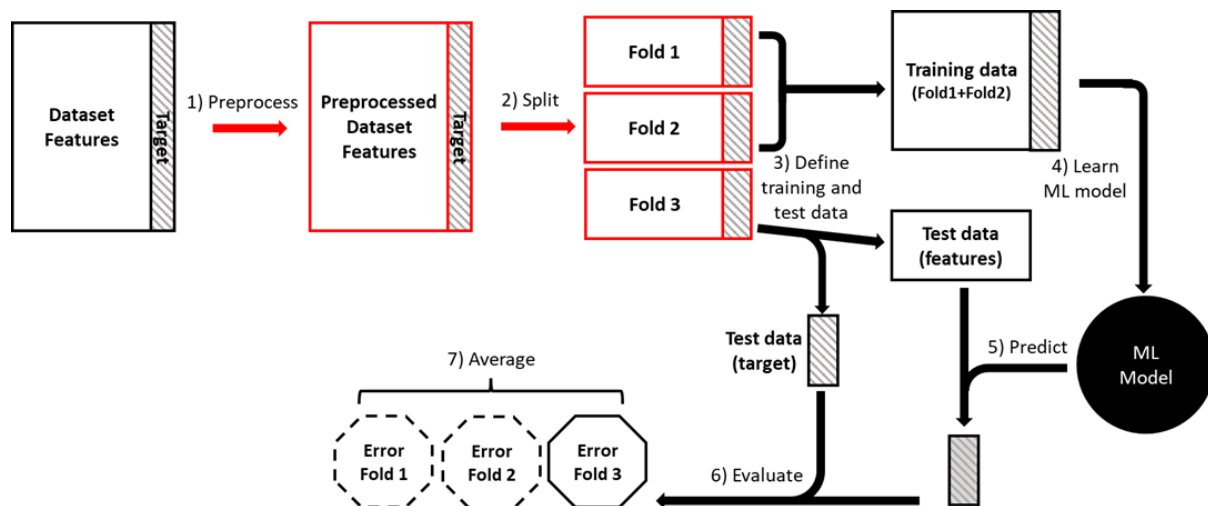 Dataset
Features
Target
1) Preprocess
Preprocessed
Dataset
Features
Target
2) Split
Fold 1
Fold 2
Fold 3
3) Define
training and
test data
Training data
(Fold1+Fold2)
4) Learn
ML model
Test data
(features)
Test data
(target)
5) Predict
ML
Model
6) Evaluate
7) Average
Error
Fold 1
Error
Fold 2
Error
Fold 3